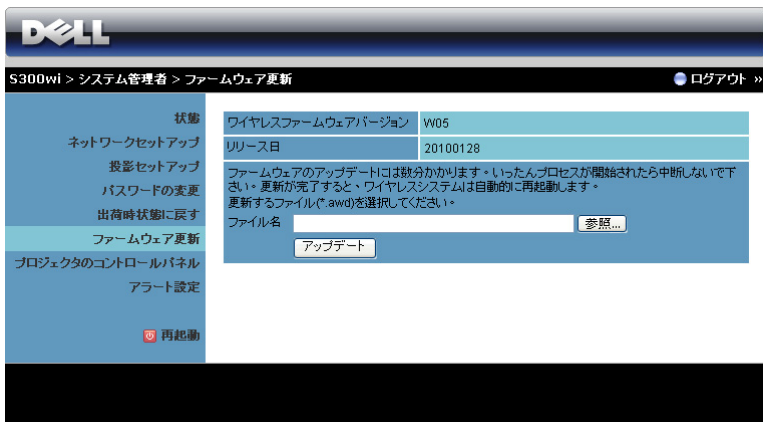 DELL
S300wi > システム管理者 > ファームウェア更新
ログアウト »
状態
ネットワークセットアップ
投影セットアップ
パスワードの変更
出荷時状態に戻す
ファームウェア更新
プロジェクタのコントロールパネル
アラート設定
再起動
ワイヤレスファームウェアバージョン W05
リリース日 20100128
ファームウェアのアップデートには数分かかります。いったんプロセスが開始されたら中断しないで下
さい。更新が完了すると、ワイヤレスシステムは自動的に再起動します。
更新するファイル(*.awd)を選択してください。
ファイル名 参照...
アップデート